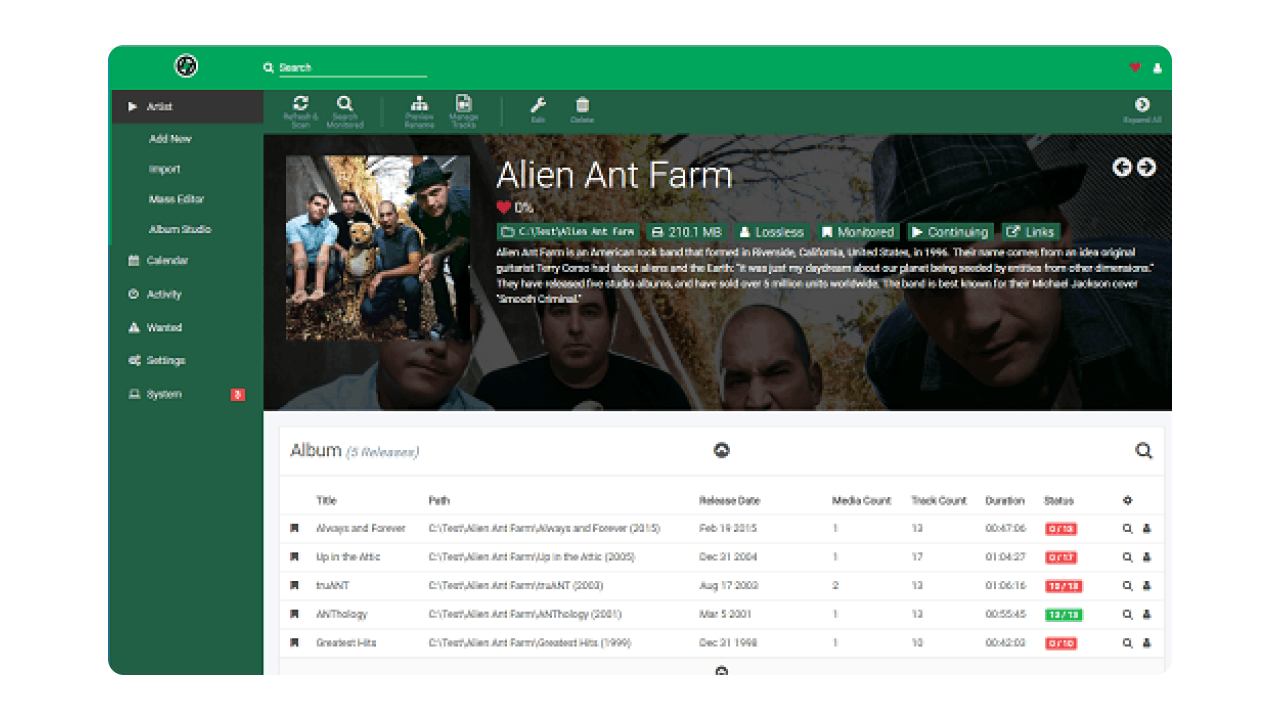 Search
Artist
Add New
Import
Mass Editor
Album Studio
Calendar
Activity
Wanted
Settings
System
Refresh & Scan
Search Monitored
Preview Rename
Manage Tracks
Edit
Delete
Expand All
Alien Ant Farm
0%
C:\Test\Alien Ant Farm 210.1 MB Lossless Monitored Continuing Links
Alien Ant Farm is an American rock band that formed in Riverside, California, United States, in 1996. Their name comes from an idea original
guitarist Terry Corso had about aliens and the Earth: "It was just my daydream about our planet being seeded by entities from other dimensions."
They have released five studio albums, and have sold over 5 million units worldwide. The band is best known for their Michael Jackson cover
"Smooth Criminal."
Album (5 Releases)
Title Path Release Date Media Count Track Count Duration Status
Always and Forever C:\Test\Alien Ant Farm\Always and Forever (2015) Feb 19 2015 1 13 00:47:06 0 / 13
Up in the Attic C:\Test\Alien Ant Farm\Up in the Attic (2005) Dec 31 2004 1 17 01:04:27 0 / 17
truANT C:\Test\Alien Ant Farm\truANT (2003) Aug 17 2003 2 13 01:06:16 13 / 13
ANThology C:\Test\Alien Ant Farm\ANThology (2001) Mar 5 2001 1 13 00:55:45 13 / 13
Greatest Hits C:\Test\Alien Ant Farm\Greatest Hits (1999) Dec 31 1998 1 10 00:42:03 0 / 10